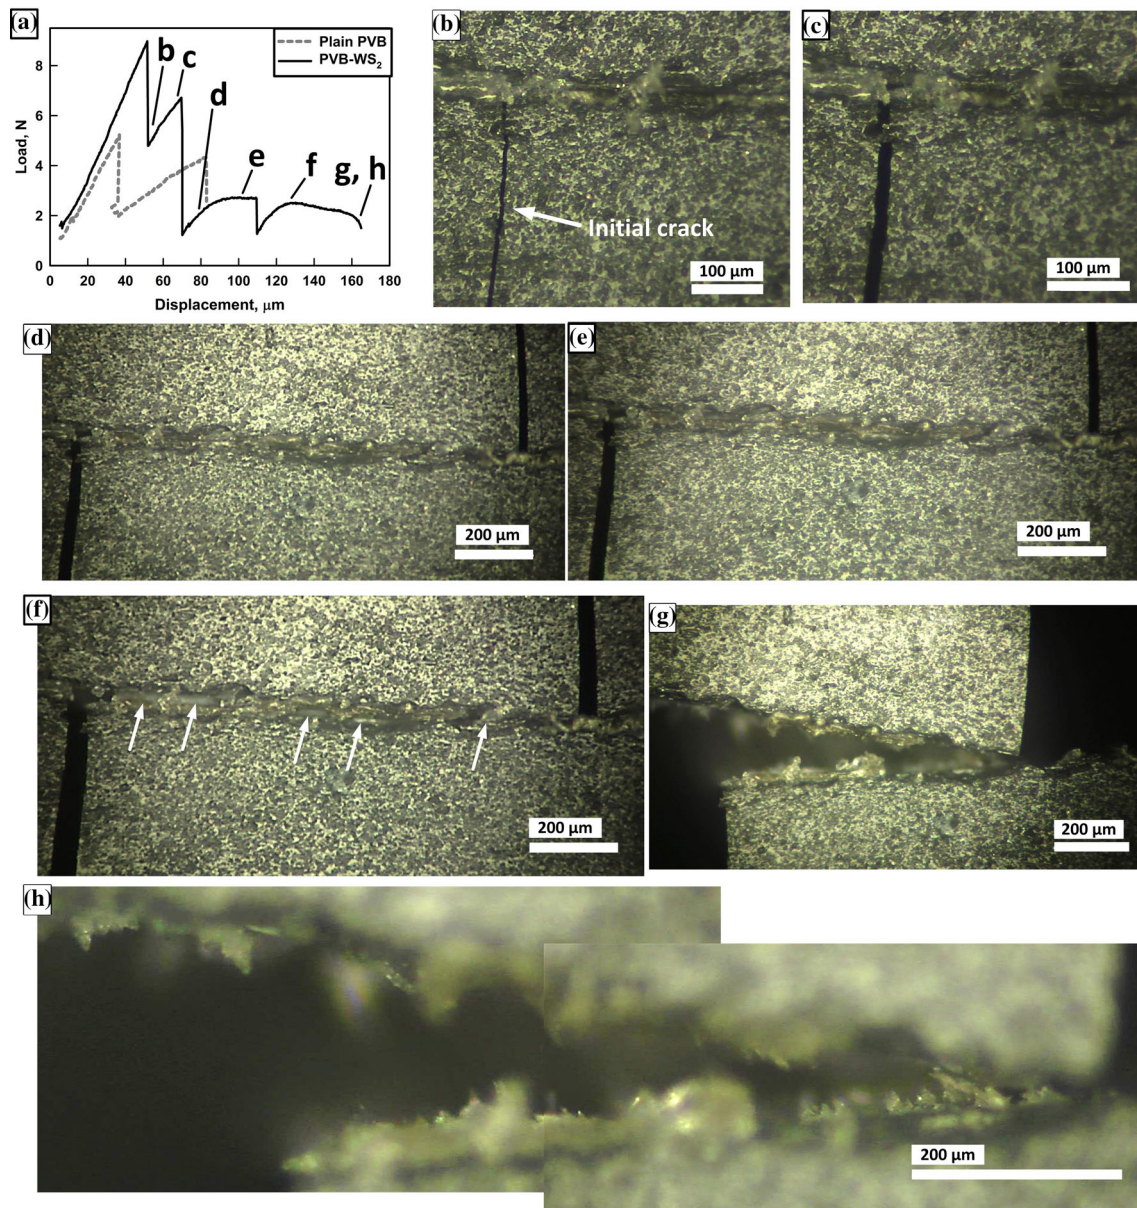 (a)
Plain PVB
PVB-WS₂
b
c
d
e
f
g, h
Load, N
8
6
4
2
0
0 20 40 60 80 100 120 140 160 180
Displacement, μm
(b)
Initial crack
100 μm
(c)
100 μm
(d)
200 μm
(e)
200 μm
(f)
200 μm
(g)
200 μm
(h)
200 μm